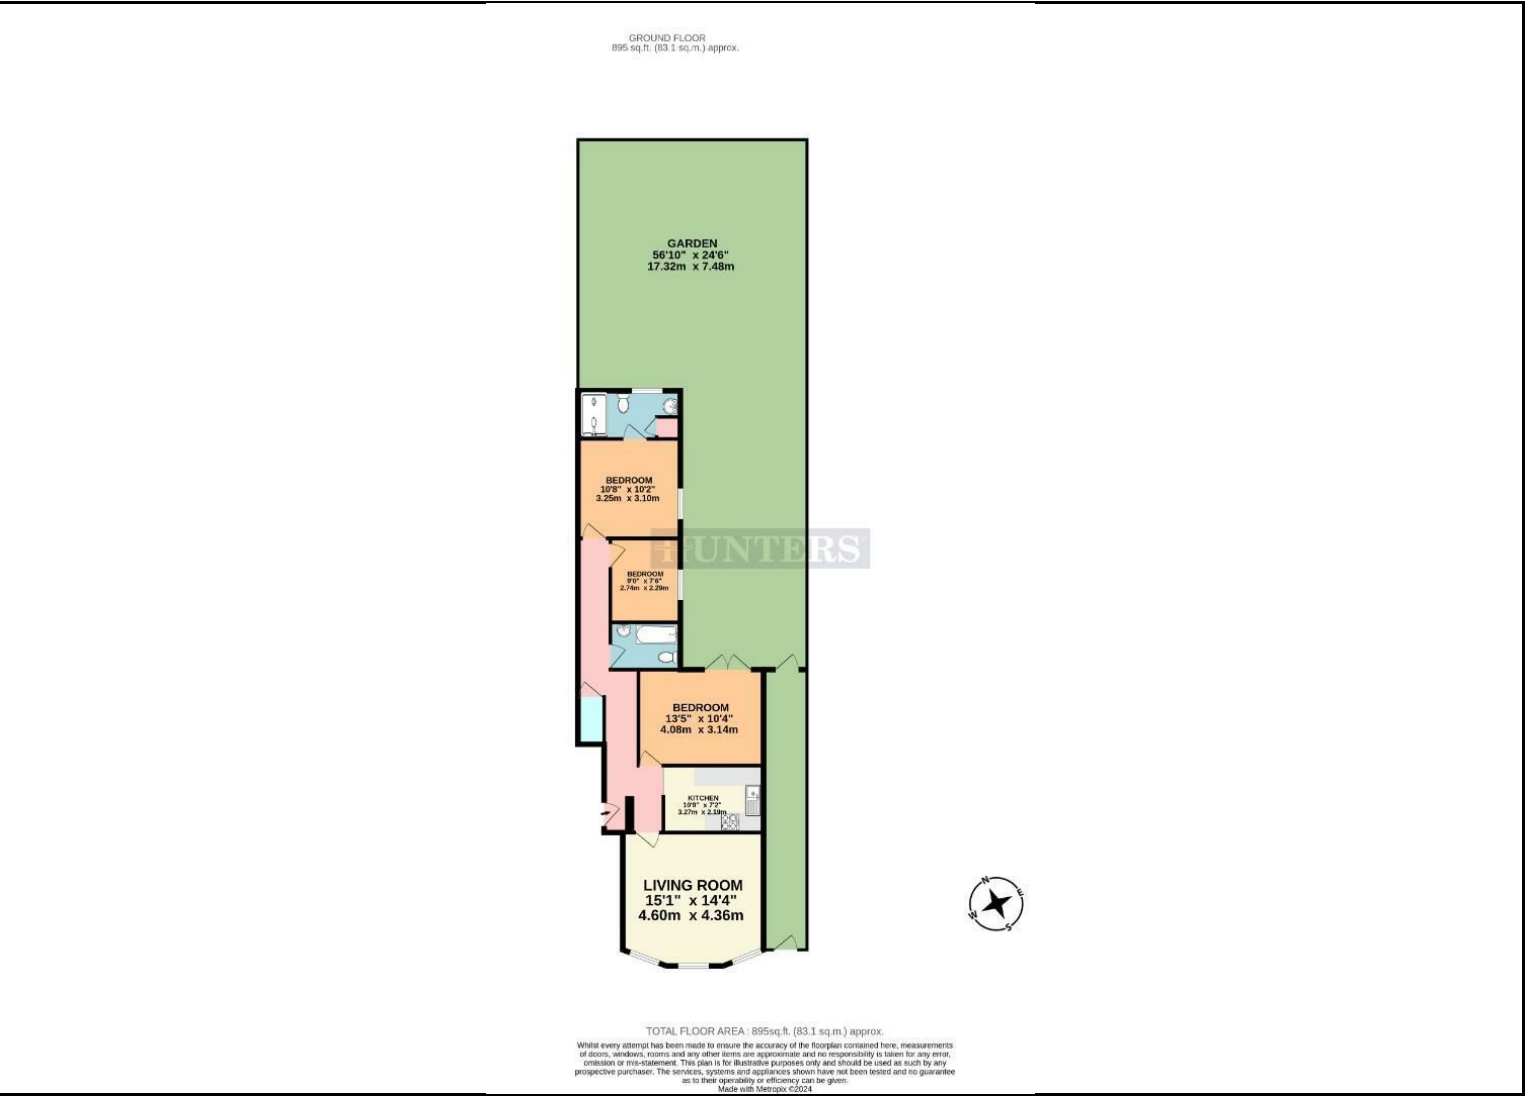 GROUND FLOOR
895 sq.ft. (83.1 sq.m.) approx.
GARDEN
56'10" x 24'6"
17.32m x 7.48m
BEDROOM
10'8" x 10'2"
3.25m x 3.10m
HUNTERS
BEDROOM
9'0" x 7'6"
2.74m x 2.29m
BEDROOM
13'5" x 10'4"
4.08m x 3.14m
KITCHEN
10'9" x 7'2"
3.27m x 2.19m
LIVING ROOM
15'1" x 14'4"
4.60m x 4.36m
N
E
W
S
TOTAL FLOOR AREA : 895sq.ft. (83.1 sq.m.) approx.
Whilst every attempt has been made to ensure the accuracy of the floorplan contained here, measurements
of doors, windows, rooms and any other items are approximate and no responsibility is taken for any error,
omission or mis-statement. This plan is for illustrative purposes only and should be used as such by any
prospective purchaser. The services, systems and appliances shown have not been tested and no guarantee
as to their operability or efficiency can be given.
Made with Metropix ©2024